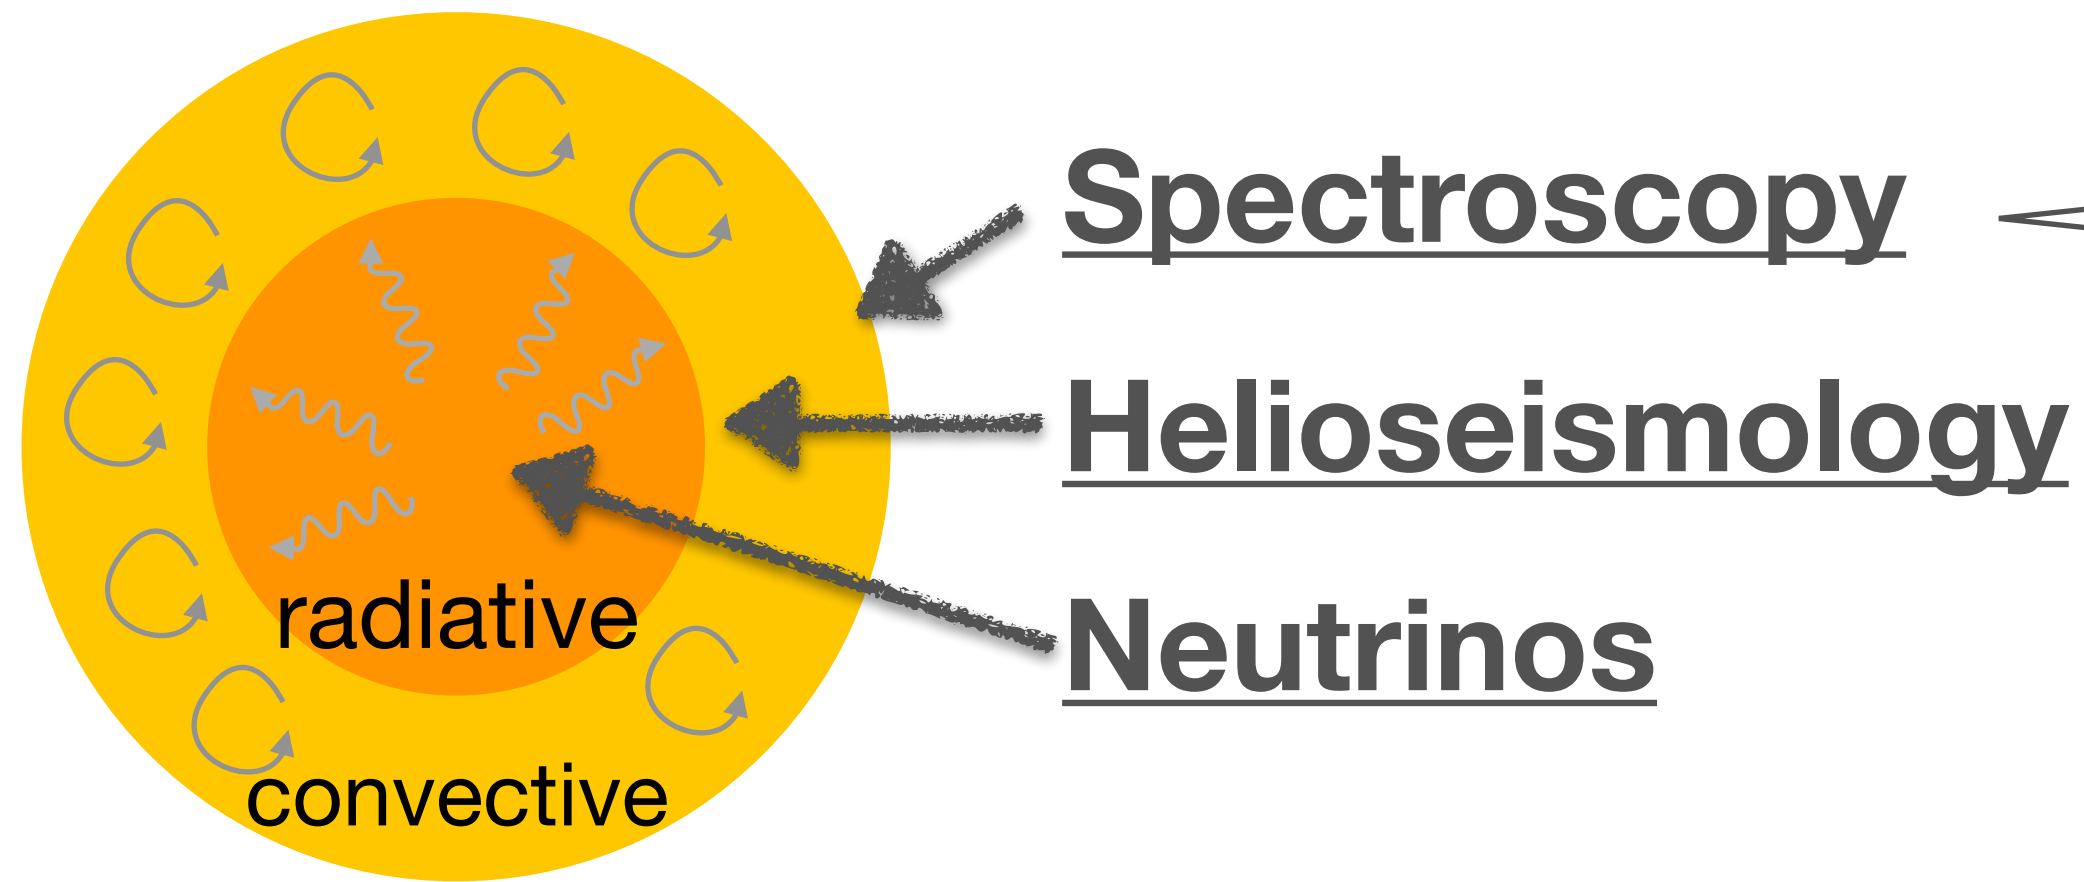 Spectroscopy
Helioseismology
Neutrinos
radiative
convective